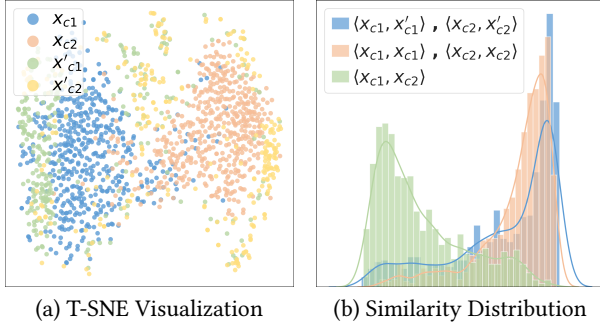 x_{c1}
x_{c2}
x'_{c1}
x'_{c2}
⟨x_{c1}, x'_{c1}⟩ , ⟨x_{c2}, x'_{c2}⟩
⟨x_{c1}, x_{c1}⟩ , ⟨x_{c2}, x_{c2}⟩
⟨x_{c1}, x_{c2}⟩
(a) T-SNE Visualization
(b) Similarity Distribution